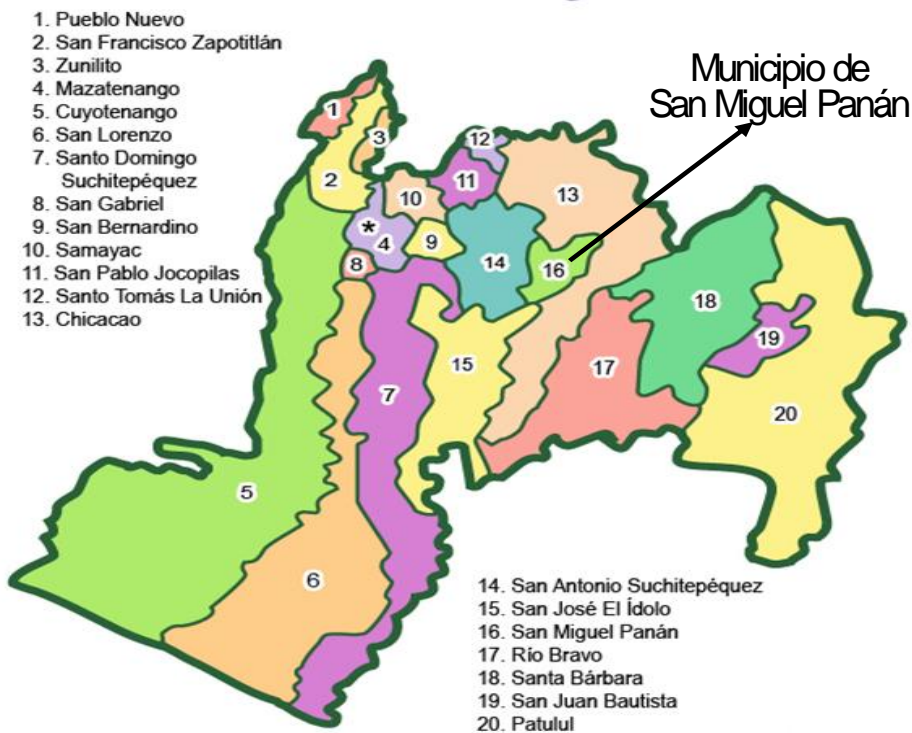 1. Pueblo Nuevo
2. San Francisco Zapotitlán
3. Zunilito
4. Mazatenango
5. Cuyotenango
6. San Lorenzo
7. Santo Domingo
Suchitepéquez
8. San Gabriel
9. San Bernardino
10. Samayac
11. San Pablo Jocopilas
12. Santo Tomás La Unión
13. Chicacao
Municipio de
San Miguel Panán
1
3
12
2
11
13
10
*
4
9
8
14
16
18
19
15
17
7
20
5
6
14. San Antonio Suchitepéquez
15. San José El Ídolo
16. San Miguel Panán
17. Río Bravo
18. Santa Bárbara
19. San Juan Bautista
20. Patulul